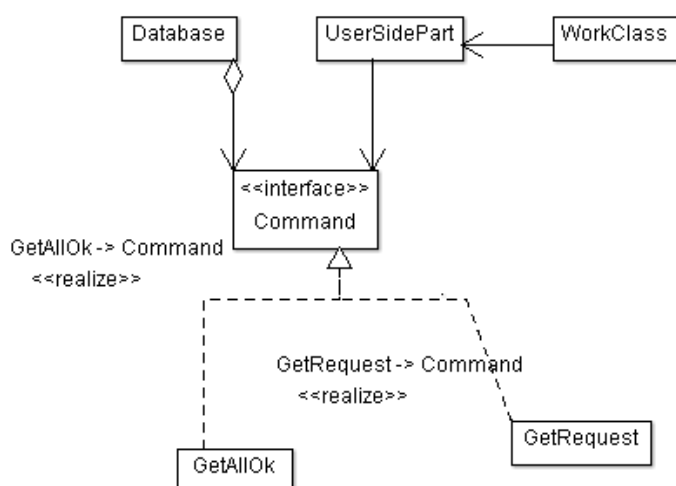 Database
UserSidePart
WorkClass
<<interface>>
Command
GetAllOk -> Command
<<realize>>
GetRequest -> Command
<<realize>>
GetRequest
GetAllOk